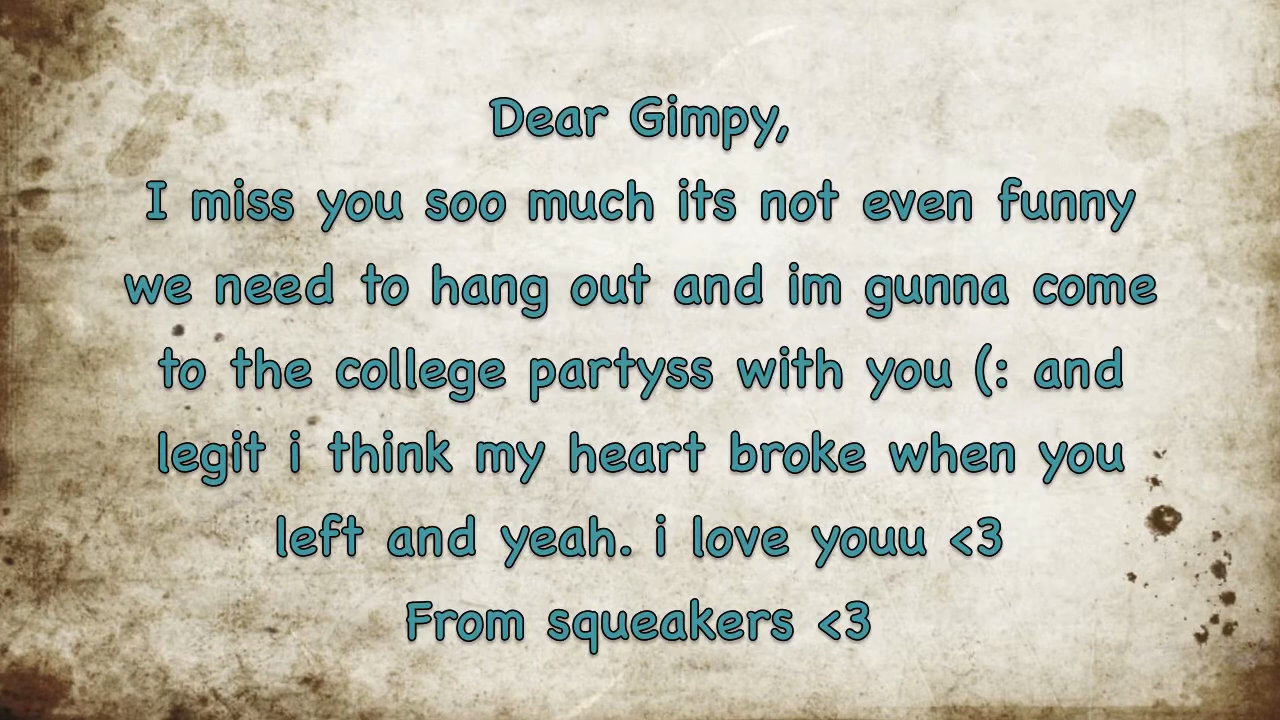 Dear Gimpy,
I miss you soo much its not even funny
we need to hang out and im gunna come
to the college partyss with you (: and
legit i think my heart broke when you
left and yeah. i love youu <3
From squeakers <3